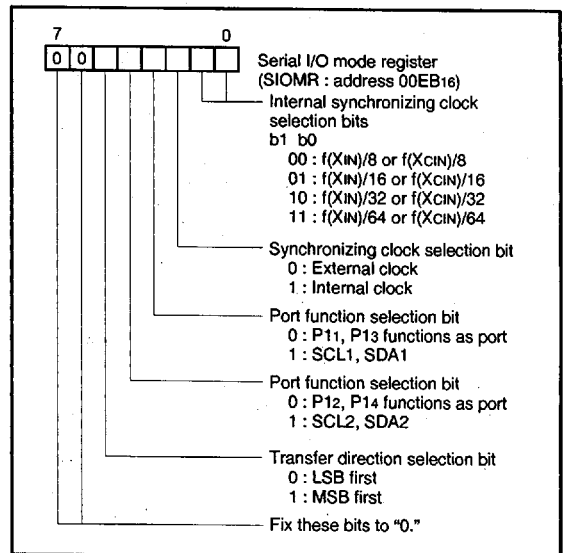 7 0
0 0
Serial I/O mode register
(SIOMR : address 00EB16)
Internal synchronizing clock
selection bits
b1 b0
00 : f(XIN)/8 or f(XCIN)/8
01 : f(XIN)/16 or f(XCIN)/16
10 : f(XIN)/32 or f(XCIN)/32
11 : f(XIN)/64 or f(XCIN)/64
Synchronizing clock selection bit
0 : External clock
1 : Internal clock
Port function selection bit
0 : P11, P13 functions as port
1 : SCL1, SDA1
Port function selection bit
0 : P12, P14 functions as port
1 : SCL2, SDA2
Transfer direction selection bit
0 : LSB first
1 : MSB first
Fix these bits to “0.”